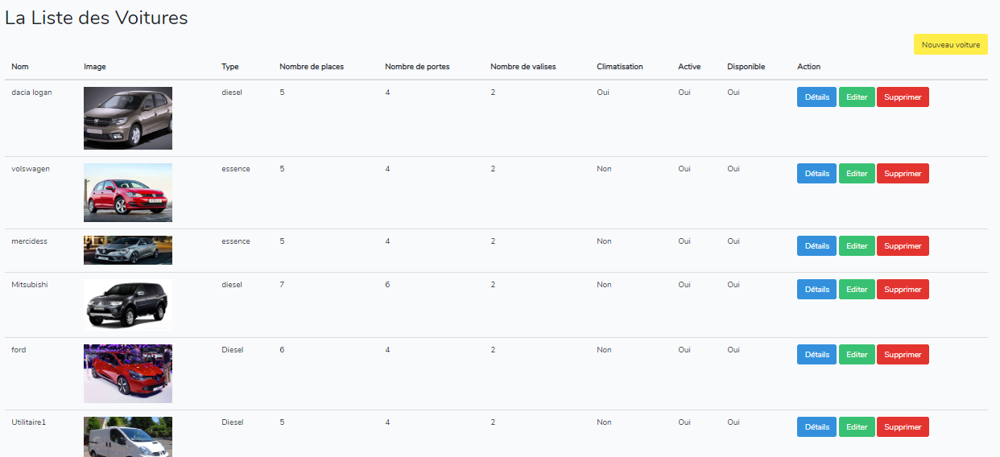 La Liste des Voitures
Nouveau voiture
Nom Image Type Nombre de places Nombre de portes Nombre de valises Climatisation Active Disponible Action
dacia logan diesel 5 4 2 Oui Oui Oui Détails Editer Supprimer
volswagen essence 5 4 2 Non Oui Oui Détails Editer Supprimer
mercidess essence 5 4 2 Non Oui Oui Détails Editer Supprimer
Mitsubishi diesel 7 6 2 Non Oui Oui Détails Editer Supprimer
ford Diesel 6 4 2 Non Oui Oui Détails Editer Supprimer
Utilitaire1 Diesel 5 4 2 Non Oui Oui Détails Editer Supprimer